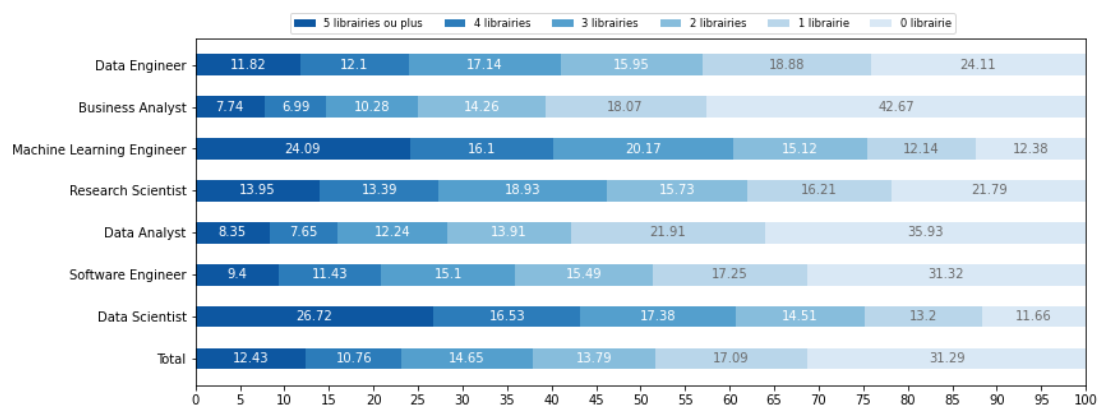 5 librairies ou plus 4 librairies 3 librairies 2 librairies 1 librairie 0 librairie
Data Engineer 11.82 12.1 17.14 15.95 18.88 24.11
Business Analyst 7.74 6.99 10.28 14.26 18.07 42.67
Machine Learning Engineer 24.09 16.1 20.17 15.12 12.14 12.38
Research Scientist 13.95 13.39 18.93 15.73 16.21 21.79
Data Analyst 8.35 7.65 12.24 13.91 21.91 35.93
Software Engineer 9.4 11.43 15.1 15.49 17.25 31.32
Data Scientist 26.72 16.53 17.38 14.51 13.2 11.66
Total 12.43 10.76 14.65 13.79 17.09 31.29
0 5 10 15 20 25 30 35 40 45 50 55 60 65 70 75 80 85 90 95 100